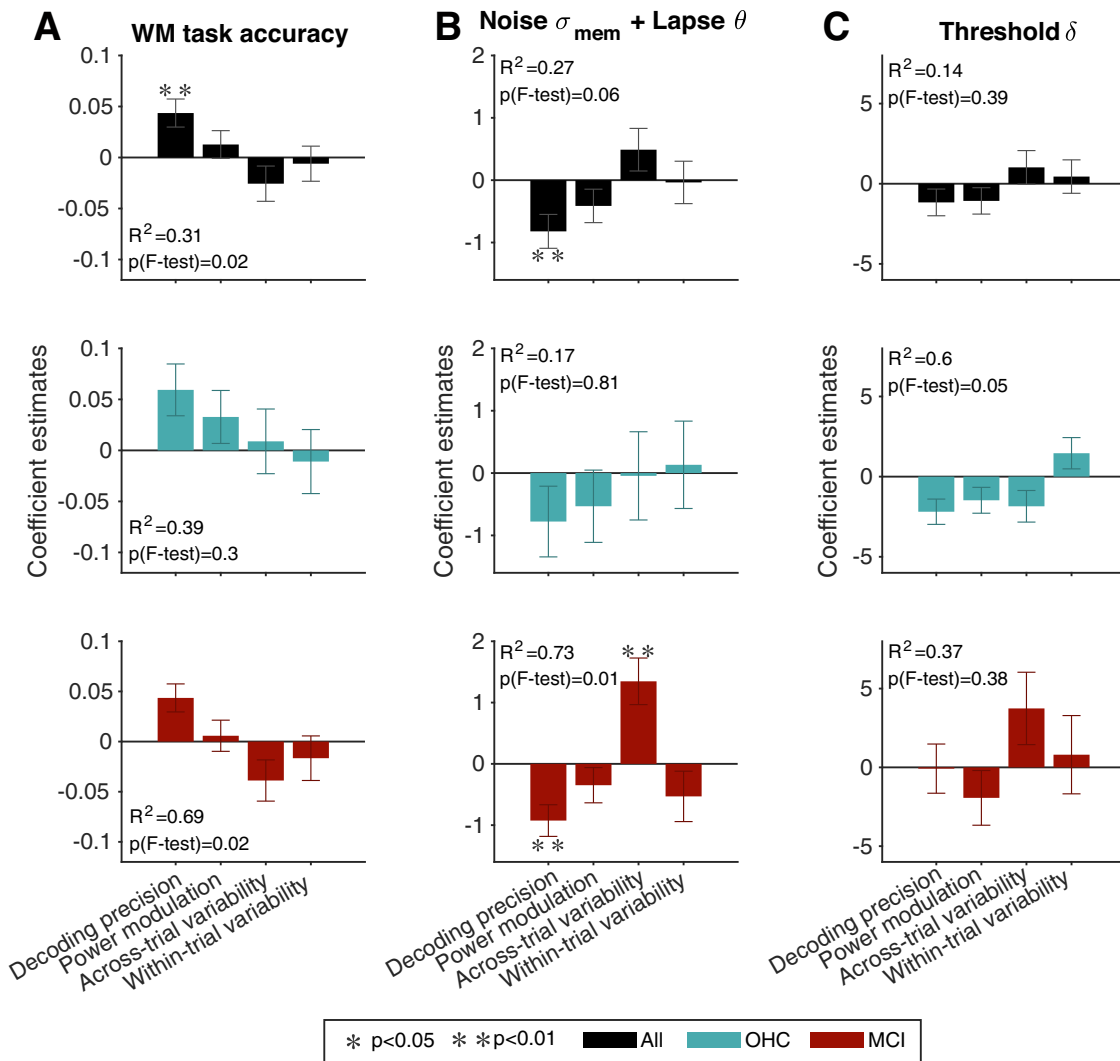 A
WM task accuracy
0.1
0.05
0
-0.05
-0.1
** 
R²=0.31
p(F-test)=0.02
B
Noise σ mem + Lapse θ
2
1
0
-1
R²=0.27
p(F-test)=0.06
**
C
Threshold δ
5
0
-5
R²=0.14
p(F-test)=0.39
Coefficient estimates
0.1
0.05
0
-0.05
-0.1
R²=0.39
p(F-test)=0.3
Coefficient estimates
2
1
0
-1
R²=0.17
p(F-test)=0.81
Coefficient estimates
5
0
-5
R²=0.6
p(F-test)=0.05
0.1
0.05
0
-0.05
-0.1
R²=0.69
p(F-test)=0.02
Decoding precision
Power modulation
Across-trial variability
Within-trial variability
2
1
0
-1
R²=0.73
p(F-test)=0.01
**
**
Decoding precision
Power modulation
Across-trial variability
Within-trial variability
5
0
-5
R²=0.37
p(F-test)=0.38
Decoding precision
Power modulation
Across-trial variability
Within-trial variability
* p<0.05 ** p<0.01 All OHC MCI